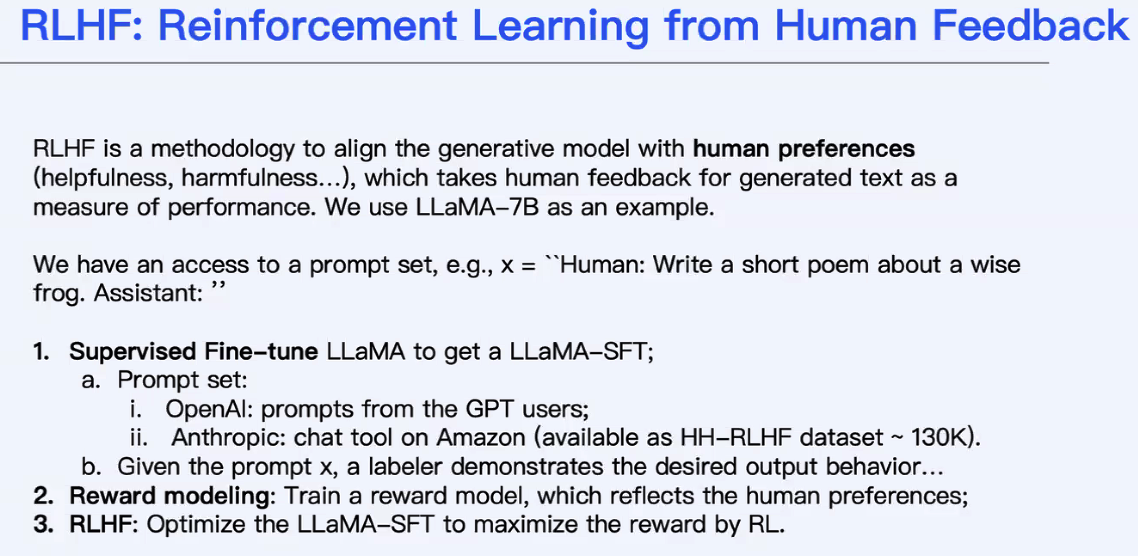 RLHF: Reinforcement Learning from Human Feedback
RLHF is a methodology to align the generative model with human preferences
(helpfulness, harmfulness...), which takes human feedback for generated text as a
measure of performance. We use LLaMA-7B as an example.
We have an access to a prompt set, e.g., x = ``Human: Write a short poem about a wise
frog. Assistant: ’’
1. Supervised Fine-tune LLaMA to get a LLaMA-SFT;
a. Prompt set:
i. OpenAI: prompts from the GPT users;
ii. Anthropic: chat tool on Amazon (available as HH-RLHF dataset ~ 130K).
b. Given the prompt x, a labeler demonstrates the desired output behavior...
2. Reward modeling: Train a reward model, which reflects the human preferences;
3. RLHF: Optimize the LLaMA-SFT to maximize the reward by RL.